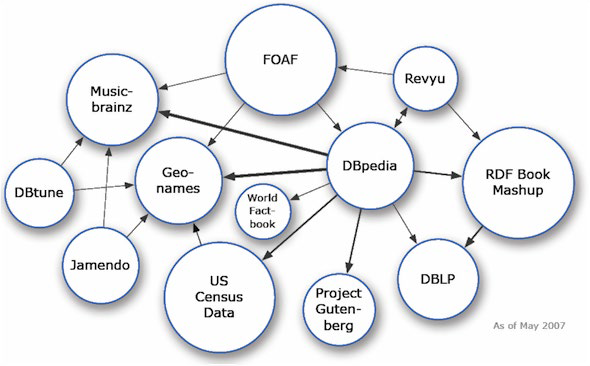 FOAF
Revyu
Music-
brainz
DBpedia
RDF Book
Mashup
Geo-
names
DBtune
World
Fact-
book
Jamendo
US
Census
Data
Project
Guten-
berg
DBLP
As of May 2007